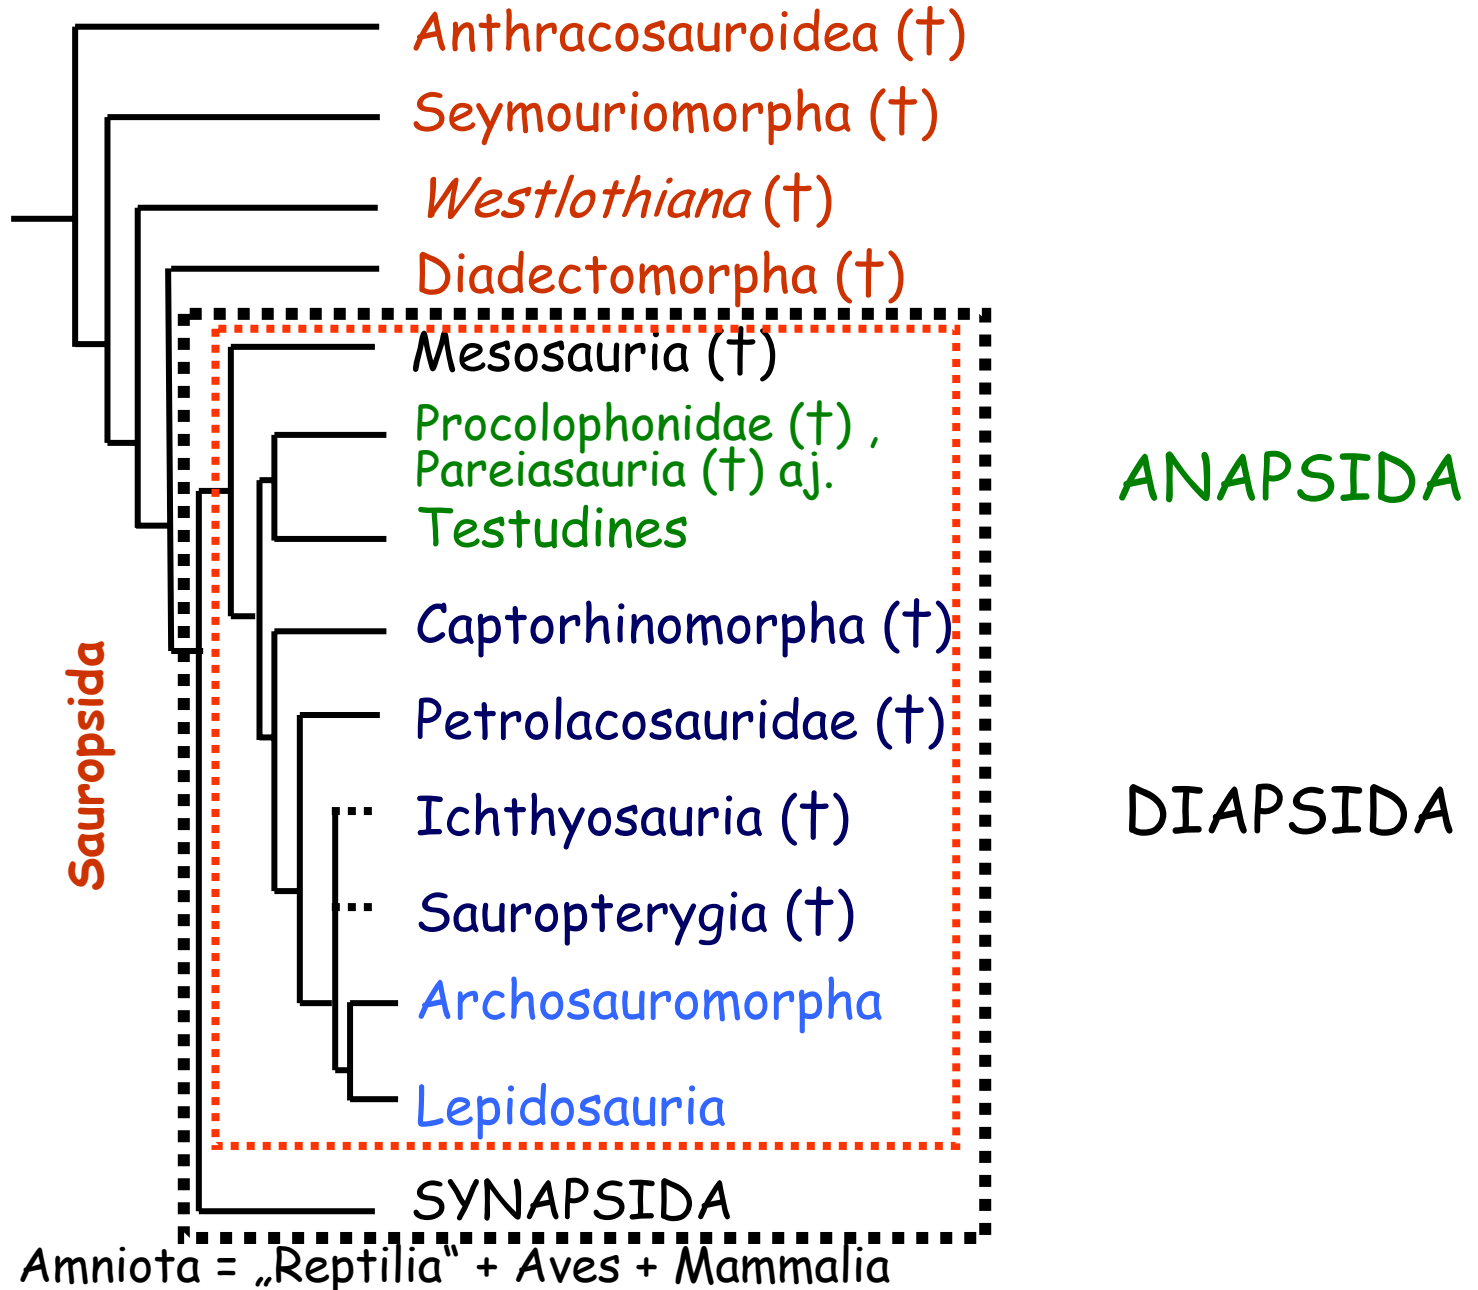 Anthracosauroidea (†)
Seymouriomorpha (†)
Westlothiana (†)
Diadectomorpha (†)
Mesosauria (†)
Procolophonidae (†) ,
Pareiasauria (†) aj.
ANAPSIDA
Testudines
Captorhinomorpha (†)
Sauropsida
Petrolacosauridae (†)
Ichthyosauria (†)
DIAPSIDA
Sauropterygia (†)
Archosauromorpha
Lepidosauria
SYNAPSIDA
Amniota = „Reptilia“ + Aves + Mammalia